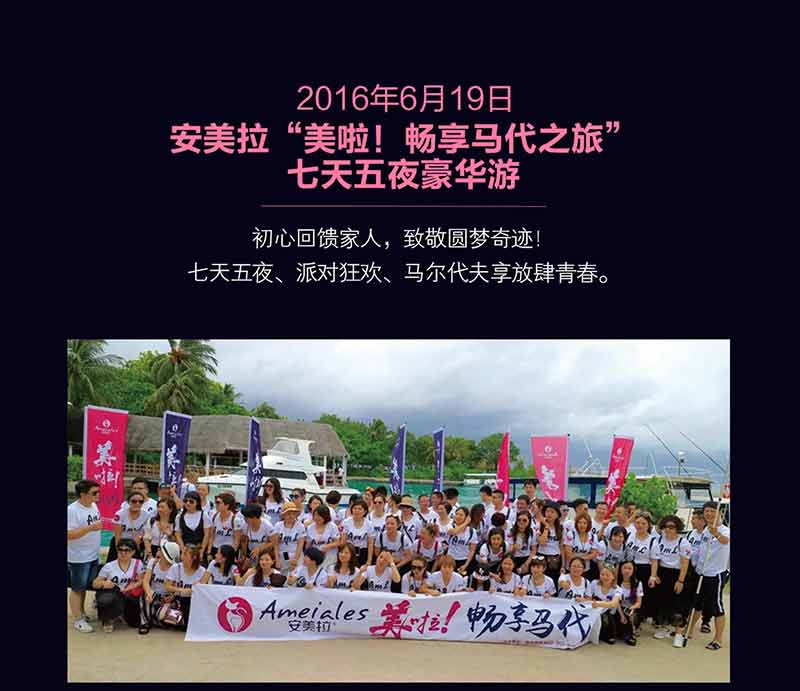 2016年6月19日
安美拉“美啦！畅享马代之旅”
七天五夜豪华游
初心回馈家人，致敬圆梦奇迹！
七天五夜、派对狂欢、马尔代夫享放肆青春。
Ameiales
安美拉
美啦！
畅享马代